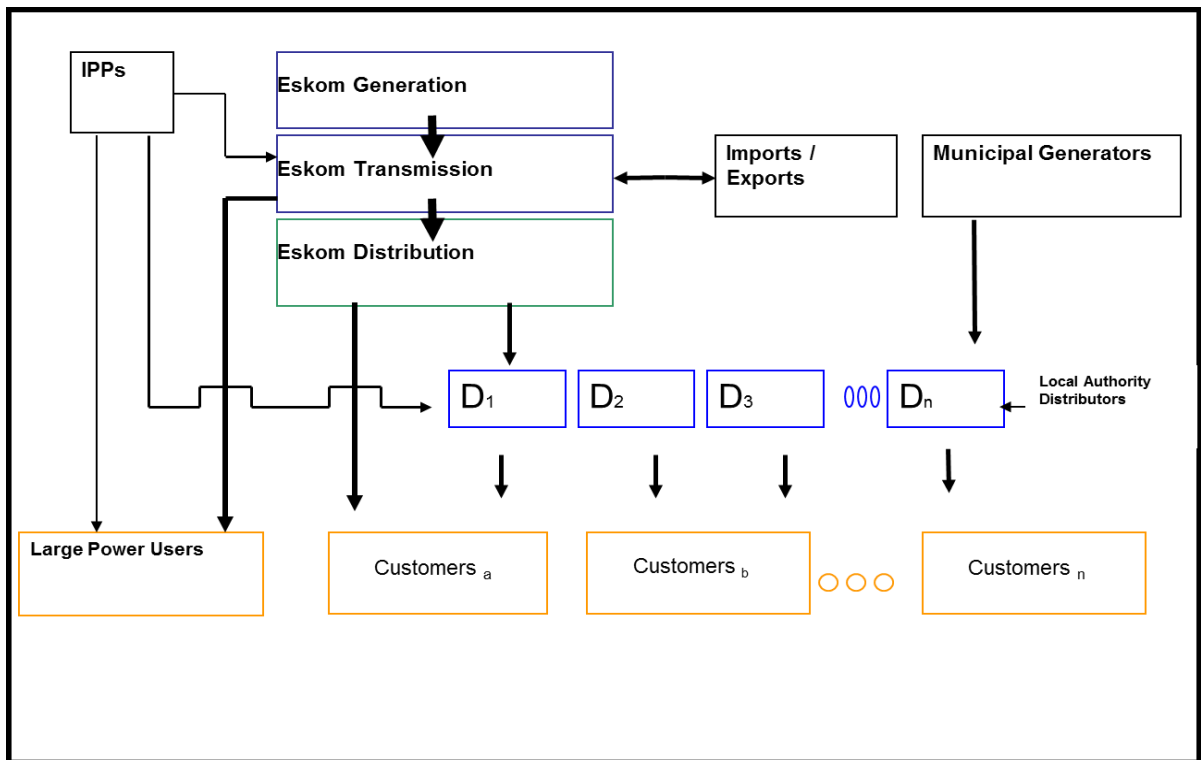 IPPs
Eskom Generation
Eskom Transmission
Imports /
Exports
Municipal Generators
Eskom Distribution
D1
D2
D3
Dn
Local Authority
Distributors
Large Power Users
Customers a
Customers b
Customers n